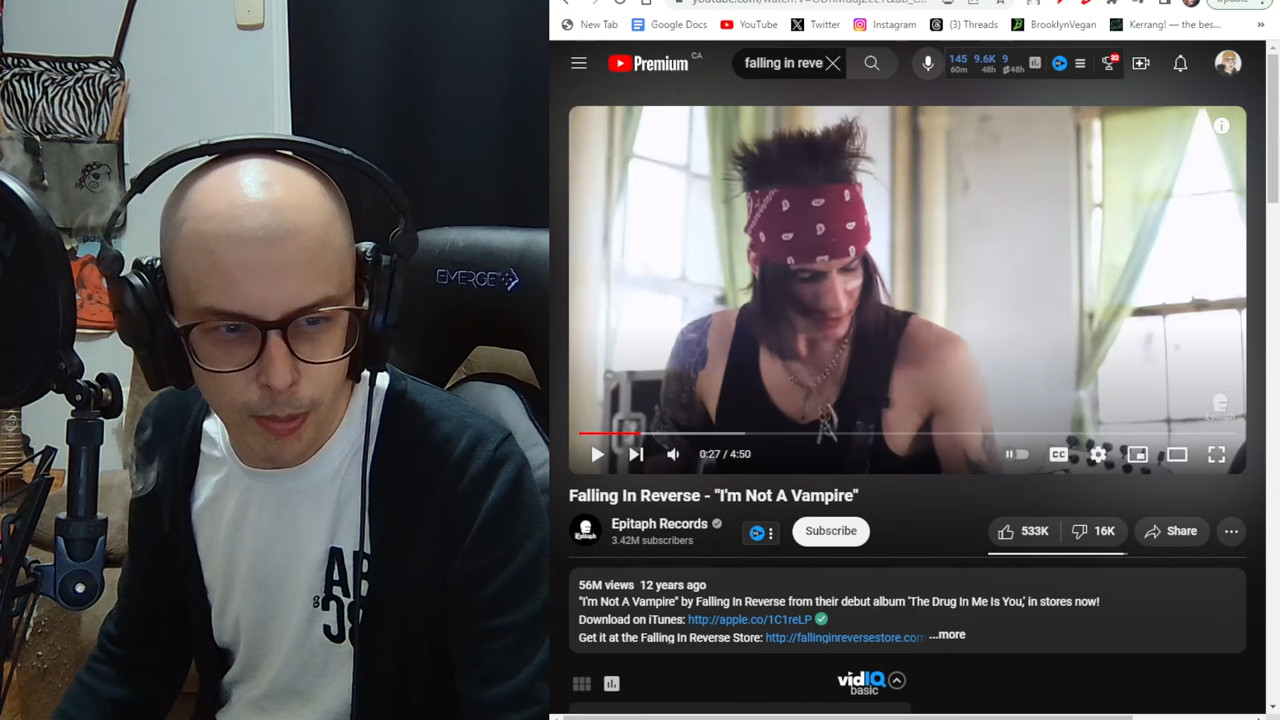 New Tab
Google Docs
YouTube
Twitter
Instagram
(3) Threads
BrooklynVegan
Kerrang! — the bes...
»
Premium CA
falling in reve
145 9.6K 9
60m 48h 48h
EMERGE
Epitaph
0:27 / 4:50
CC
Falling In Reverse - "I'm Not A Vampire"
Epitaph Records
3.42M subscribers
Subscribe
533K
16K
Share
56M views 12 years ago
"I'm Not A Vampire" by Falling In Reverse from their debut album 'The Drug In Me Is You,' in stores now!
Download on iTunes: http://apple.co/1C1reLP
Get it at the Falling In Reverse Store: http://fallinginreversestore.com ...more
vidIQ
basic